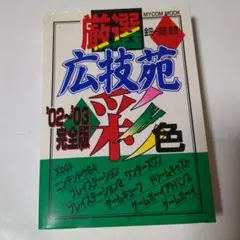 MYCOM MOOK
厳選
広技苑
彩色
'02〜'03
完全版
Xbox
ニンテンドウ64
プレイステーション
プレイステーション2
ワンダースワン
ゲームキューブ
ドリームキャスト
ゲームボーイアドバンス
ゲームボーイ